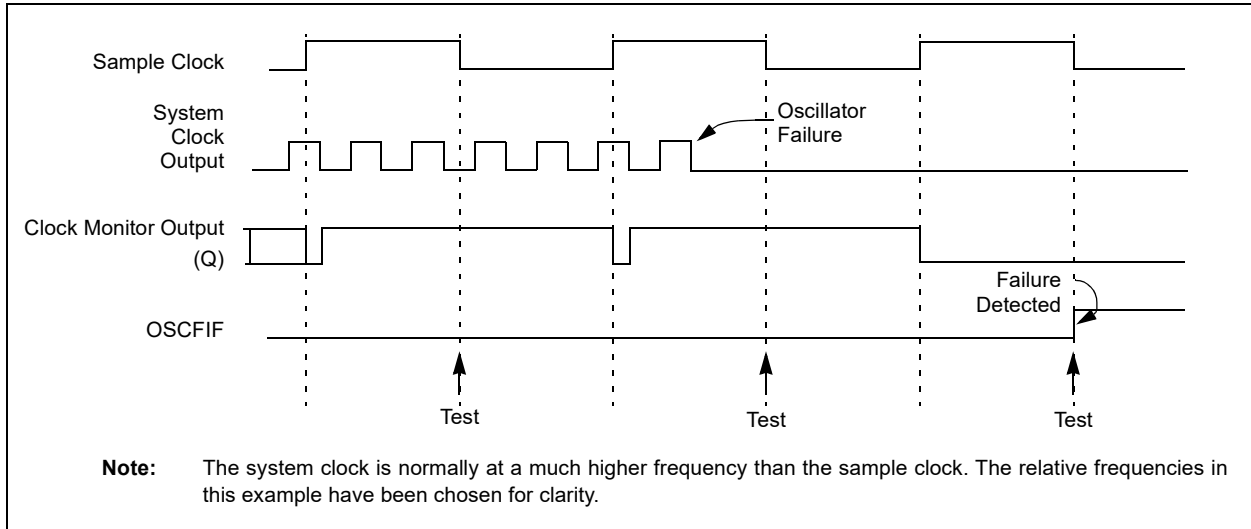 Sample Clock
System
Clock
Output
Oscillator
Failure
Clock Monitor Output
(Q)
Failure
Detected
OSCFIF
Test
Test
Test
Note: The system clock is normally at a much higher frequency than the sample clock. The relative frequencies in
this example have been chosen for clarity.